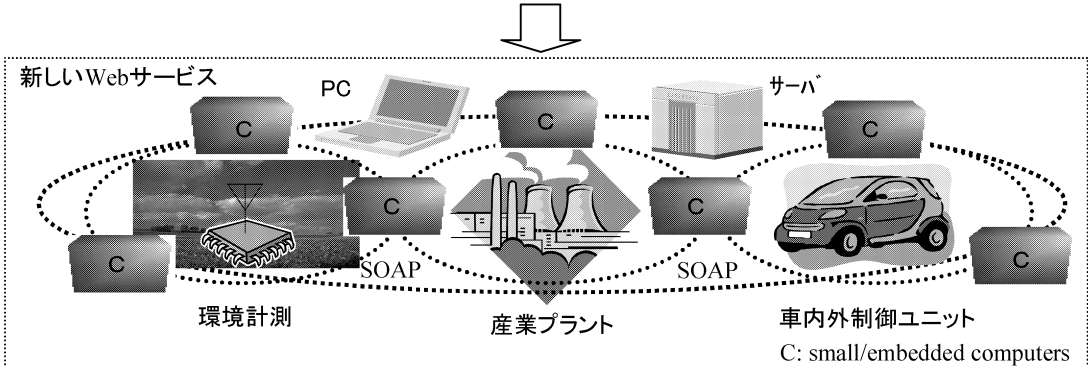 新しいWebサービス
PC
サーバ
C
C
C
C
C
C
C
SOAP
SOAP
環境計測
産業プラント
車内外制御ユニット
C: small/embedded computers